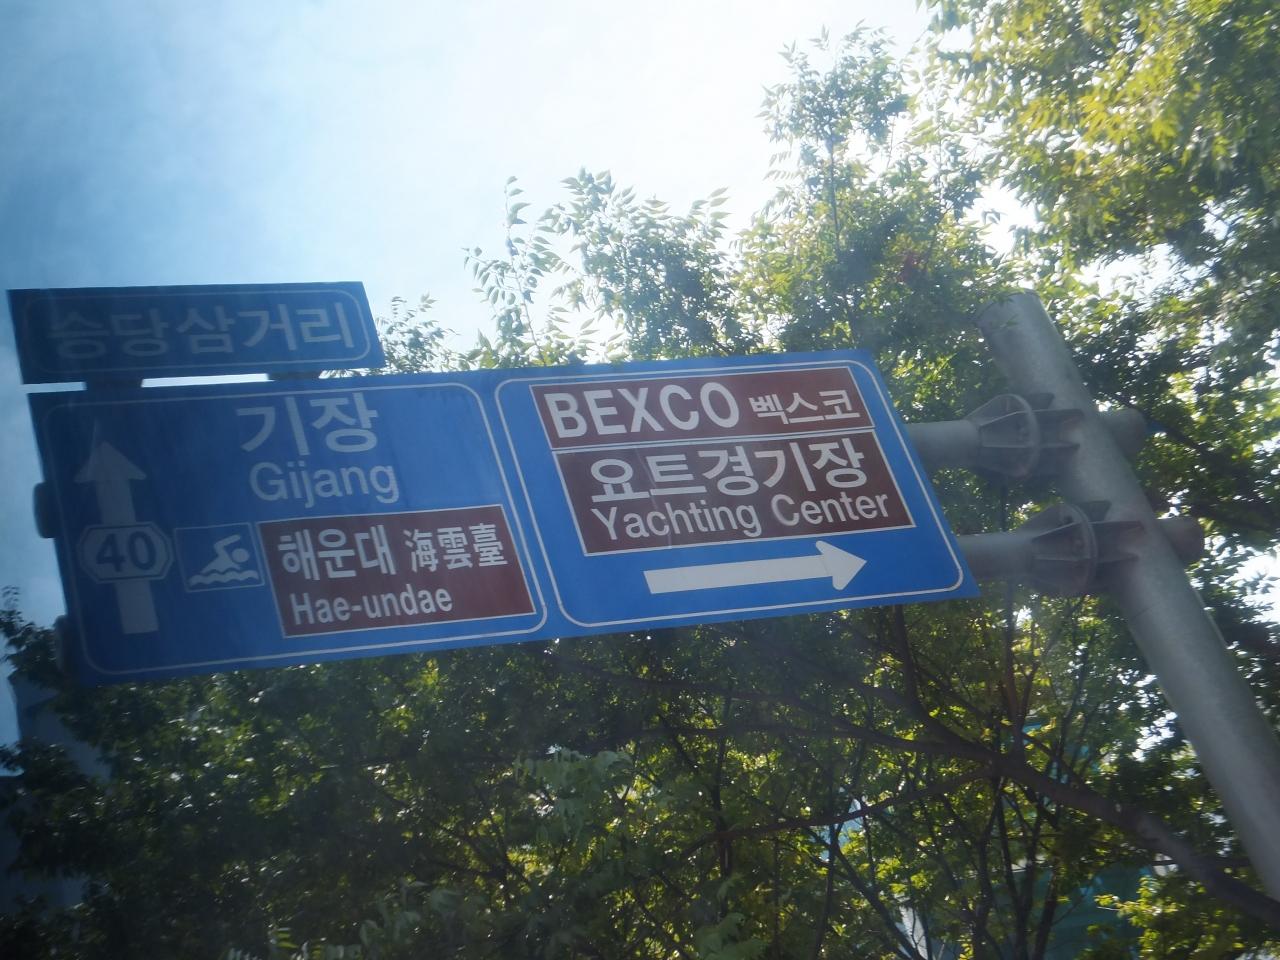 승당삼거리
기장
Gijang
40
해운대 海雲臺
Hae-undae
BEXCO 벡스코
요트경기장
Yachting Center